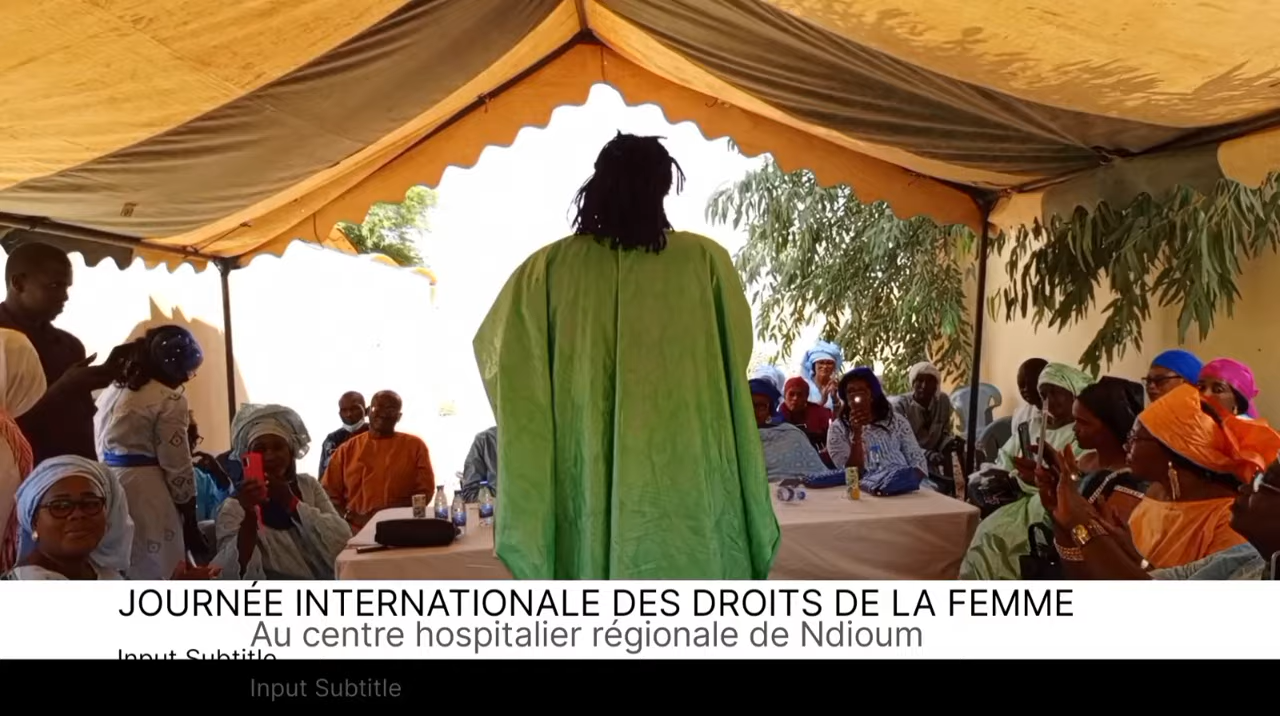 JOURNÉE INTERNATIONALE DES DROITS DE LA FEMME
Au centre hospitalier régionale de Ndioum
Input Subtitle
Input Subtitle